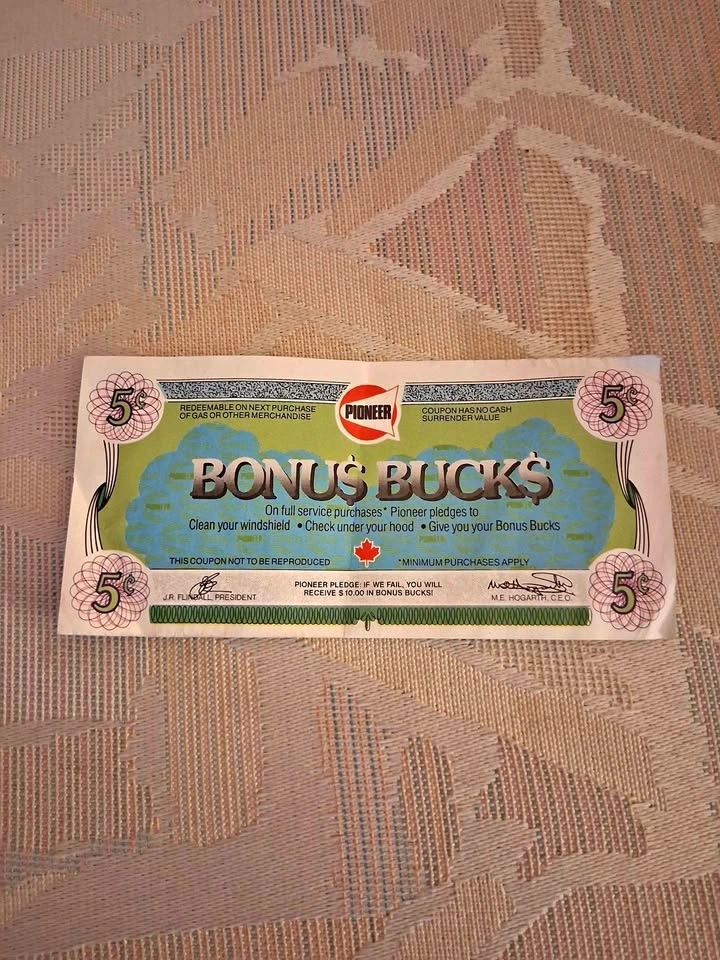 5¢
5¢
REDEEMABLE ON NEXT PURCHASE
OF GAS OR OTHER MERCHANDISE
PIONEER
COUPON HAS NO CASH
SURRENDER VALUE
BONU$ BUCK$
On full service purchases* Pioneer pledges to
Clean your windshield • Check under your hood • Give you your Bonus Bucks
THIS COUPON NOT TO BE REPRODUCED
*MINIMUM PURCHASES APPLY
5¢
5¢
J.R. FLINDALL, PRESIDENT
PIONEER PLEDGE: IF WE FAIL, YOU WILL
RECEIVE $10.00 IN BONUS BUCKS!
M.E. HOGARTH, C.E.O.